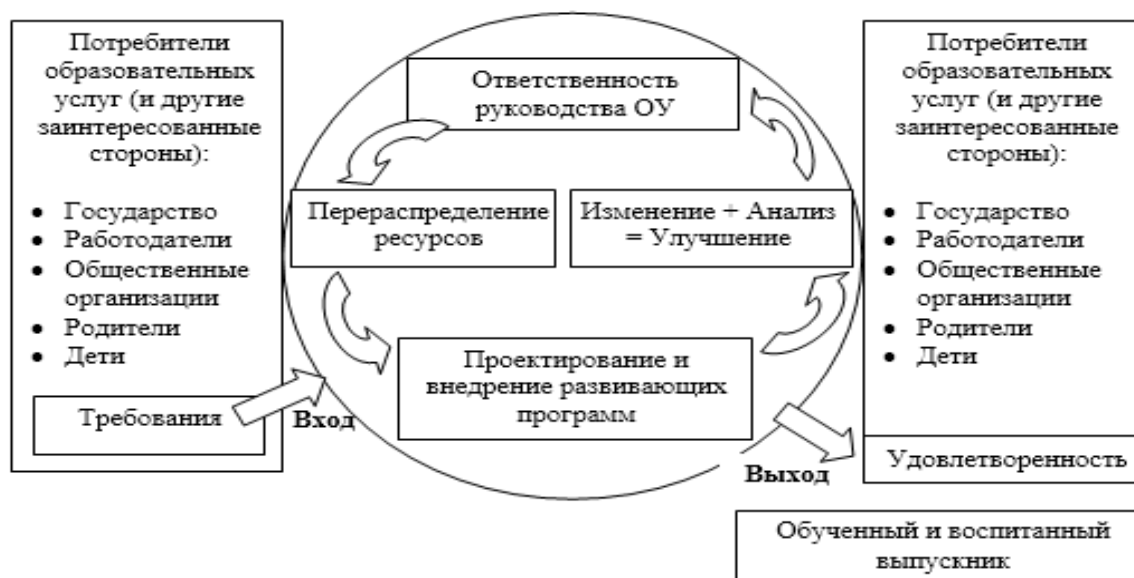 Потребители
образовательных
услуг (и другие
заинтересованные
стороны):
• Государство
• Работодатели
• Общественные
организации
• Родители
• Дети
Требования
Вход
Ответственность
руководства ОУ
Перераспределение
ресурсов
Изменение + Анализ
= Улучшение
Проектирование и
внедрение развивающих
программ
Выход
Потребители
образовательных
услуг (и другие
заинтересованные
стороны):
• Государство
• Работодатели
• Общественные
организации
• Родители
• Дети
Удовлетворенность
Обученный и воспитанный
выпускник